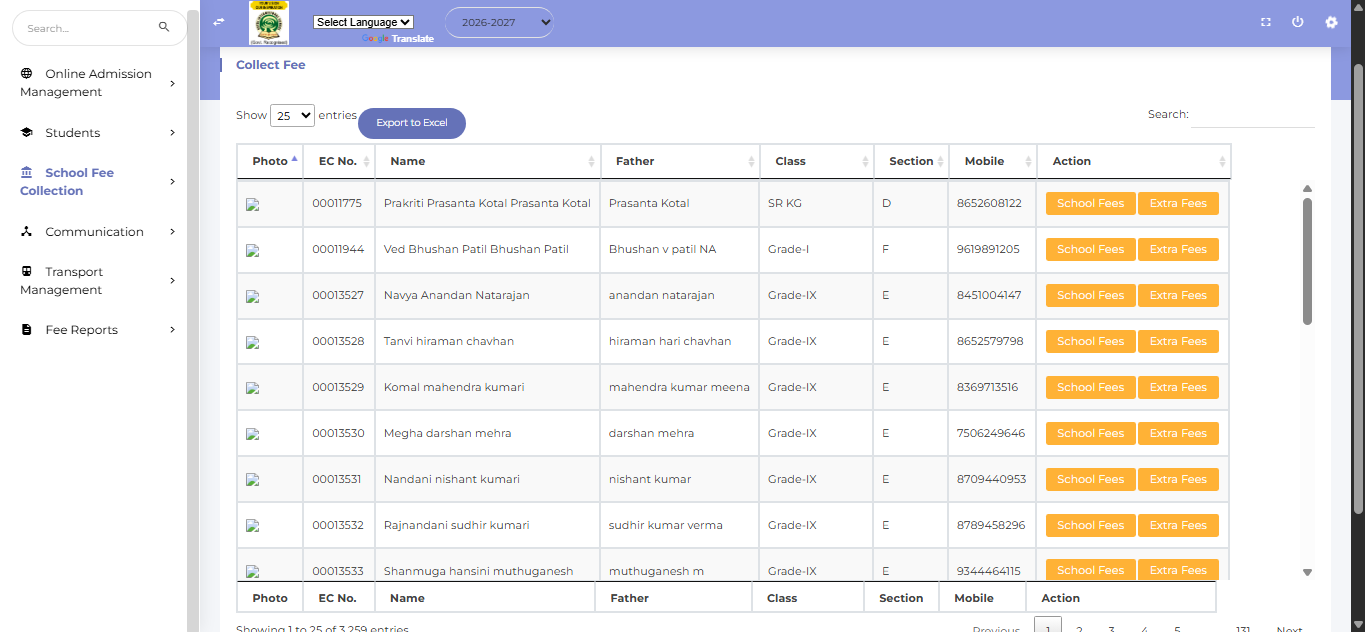 Search...
Select Language
2026-2027
Google Translate
Online Admission
Management
Students
School Fee
Collection
Communication
Transport
Management
Fee Reports
Collect Fee
Show 25 entries
Export to Excel
Search:
Photo EC No. Name Father Class Section Mobile Action
00011775 Prakriti Prasanta Kotal Prasanta Kotal Prasanta Kotal SR KG D 8652608122 School Fees Extra Fees
00011944 Ved Bhushan Patil Bhushan Patil Bhushan v patil NA Grade-I F 9619891205 School Fees Extra Fees
00013527 Navya Anandan Natarajan anandan natarajan Grade-IX E 8451004147 School Fees Extra Fees
00013528 Tanvi hiraman chavhan hiraman hari chavhan Grade-IX E 8652579798 School Fees Extra Fees
00013529 Komal mahendra kumari mahendra kumar meena Grade-IX E 8369713516 School Fees Extra Fees
00013530 Megha darshan mehra darshan mehra Grade-IX E 7506249646 School Fees Extra Fees
00013531 Nandani nishant kumari nishant kumar Grade-IX E 8709440953 School Fees Extra Fees
00013532 Rajnandani sudhir kumari sudhir kumar verma Grade-IX E 8789458296 School Fees Extra Fees
00013533 Shanmuga hansini muthuganesh muthuganesh m Grade-IX E 9344464115 School Fees Extra Fees
Photo EC No. Name Father Class Section Mobile Action
Showing 1 to 25 of 3,259 entries
Previous 1 2 3 4 5 131 Next